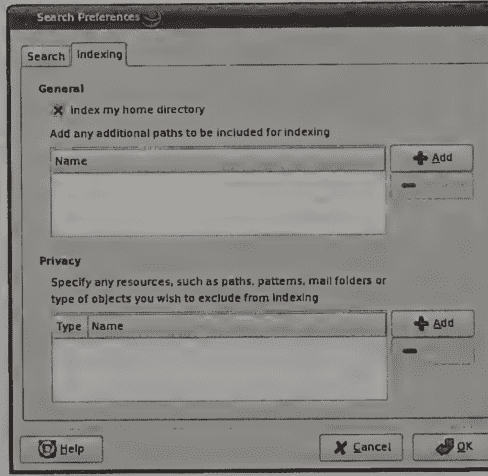 Search Preferences
Search
Indexing
General
Index my home directory
Add any additional paths to be included for indexing
Name
Add
Privacy
Specify any resources, such as paths, patterns, mail folders or
type of objects you wish to exclude from indexing
Type Name
Add
Help
Cancel
OK